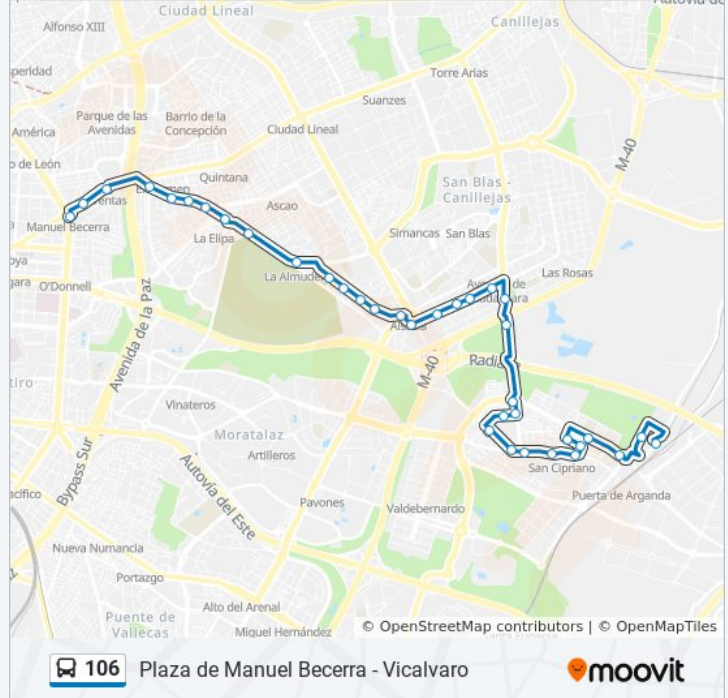 Ciudad Lineal
Alfonso XIII
Canillejas
Torre Arias
Suanzes
Parque de las
Avenidas
Barrio de la
Concepción
Ciudad Lineal
América
M-40
o de León
Quintana
San Blas -
Canillejas
Ascao
Manuel Becerra
La Elipa
Simancas
San Blas
La Almude
Las Rosas
O'Donnell
Avenida de la Paz
M-40
Vinateros
Moratalaz
Artilleros
San Cipriano
Bypass Sur
Autovía del Este
Puerta de Arganda
Pavones
Valdebernardo
Nueva Numancia
Portazgo
Alto del Arenal
Puente de
Vallecas
Miguel Hernández
© OpenStreetMap contributors | © OpenMapTiles
106 Plaza de Manuel Becerra - Vicalvaro
moovit